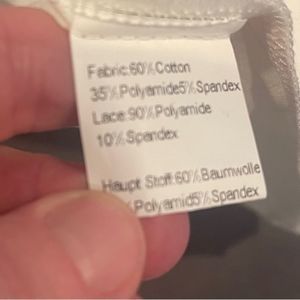 Fabric:60%Cotton
35%Polyamide5%Spandex
Lace:90%Polyamide
10%Spandex
Haupt Stoff:60%Baumwolle
Polyamid5%Spandex